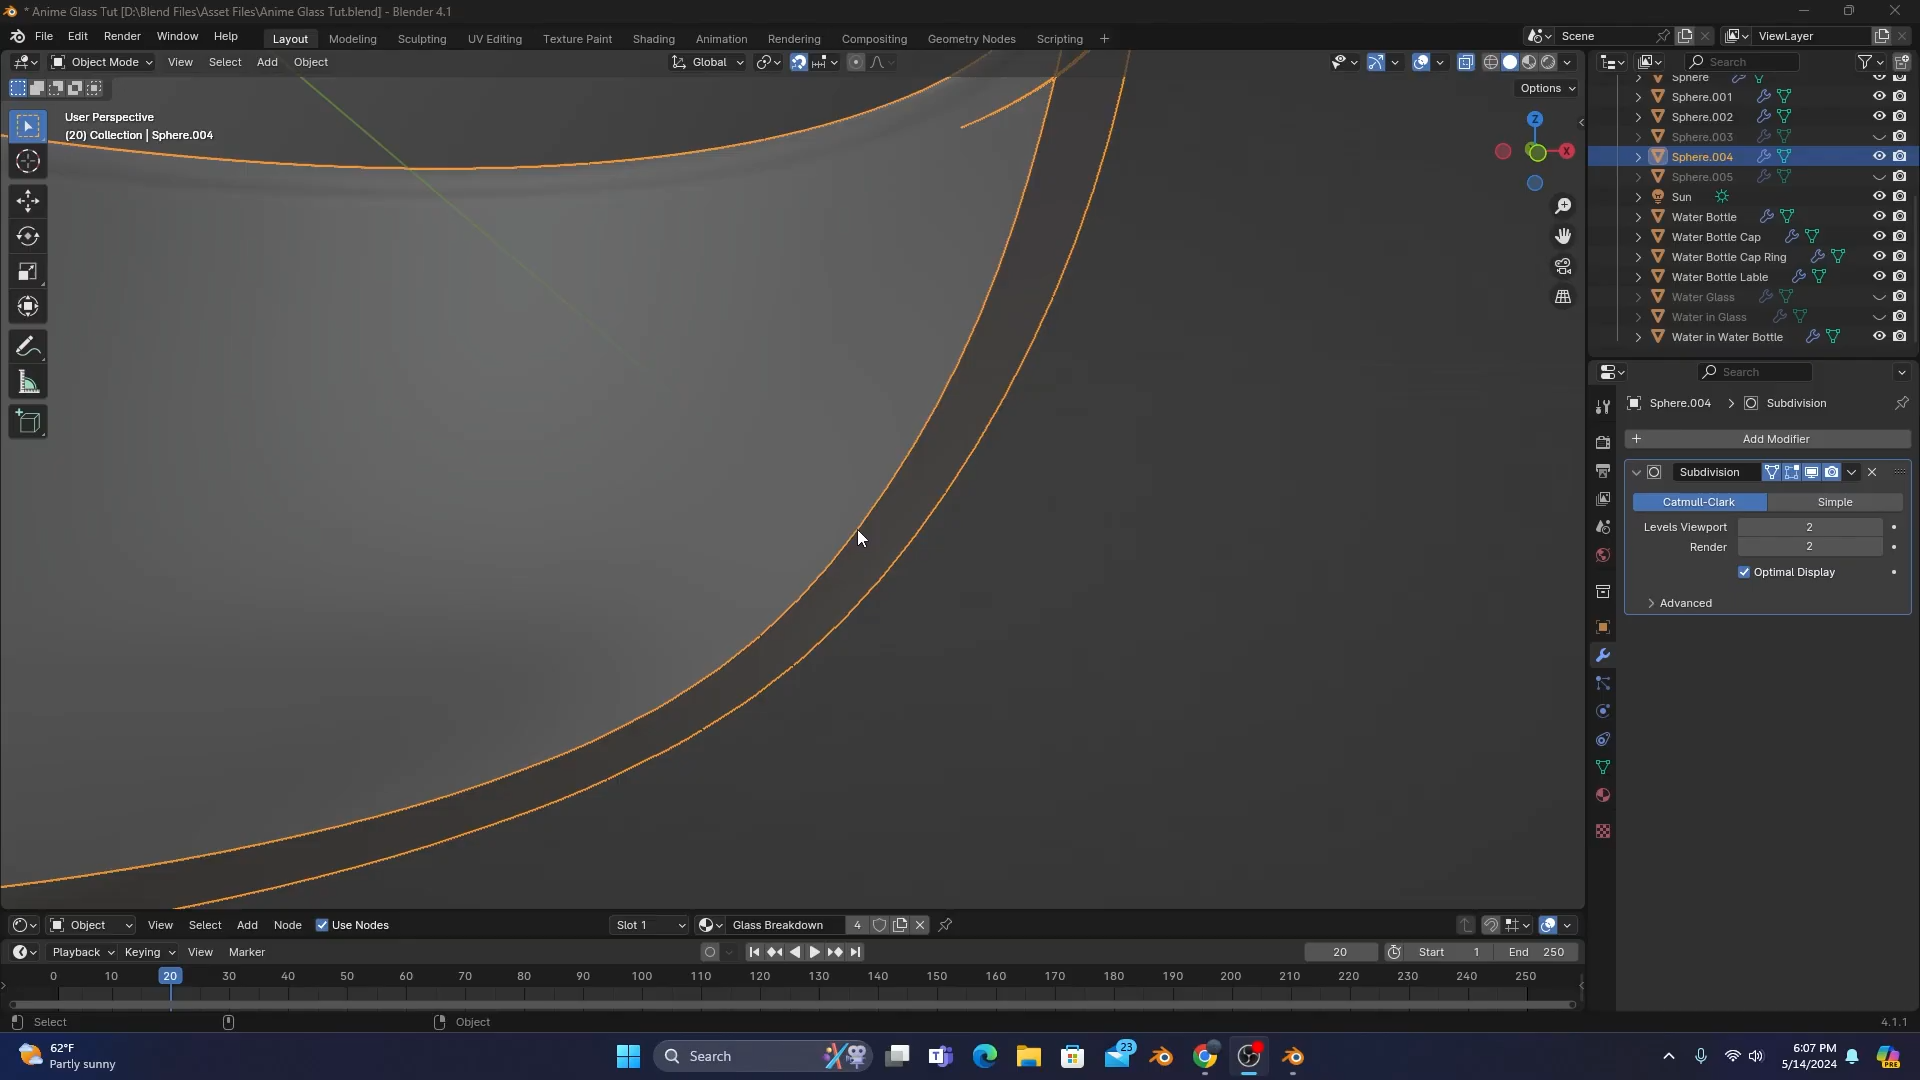 * Anime Glass Tut [D:\Blend Files\Asset Files\Anime Glass Tut.blend] - Blender 4.1
File Edit Render Window Help
Layout Modeling Sculpting UV Editing Texture Paint Shading Animation Rendering Compositing Geometry Nodes Scripting +
Scene
ViewLayer
Object Mode View Select Add Object
Global
Search
Options
User Perspective
(20) Collection | Sphere.004
Z
X
Sphere
Sphere.001
Sphere.002
Sphere.003
Sphere.004
Sphere.005
Sun
Water Bottle
Water Bottle Cap
Water Bottle Cap Ring
Water Bottle Lable
Water Glass
Water in Glass
Water in Water Bottle
Search
Sphere.004 > Subdivision
+ Add Modifier
Subdivision
Catmull-Clark Simple
Levels Viewport 2
Render 2
Optimal Display
Advanced
Object View Select Add Node Use Nodes
Slot 1
Glass Breakdown 4
Playback Keying View Marker
20
Start 1
End 250
0 10 20 30 40 50 60 70 80 90 100 110 120 130 140 150 160 170 180 190 200 210 220 230 240 250
Select
Object
4.1.1
62°F
Partly sunny
Search
23
6:07 PM
5/14/2024
PRE